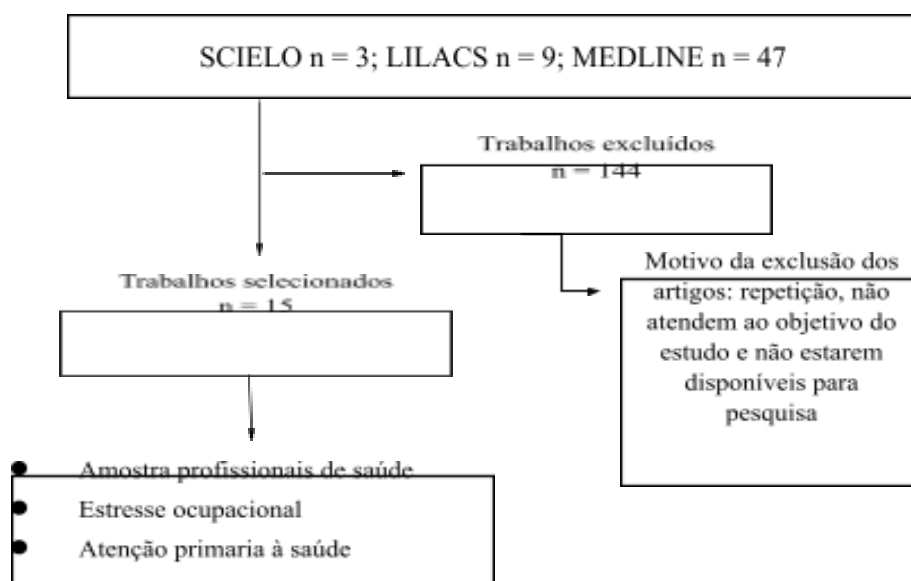 SCIELO n = 3; LILACS n = 9; MEDLINE n = 47
Trabalhos excluídos
n = 144
Trabalhos selecionados
n = 15
Motivo da exclusão dos
artigos: repetição, não
atendem ao objetivo do
estudo e não estarem
disponíveis para
pesquisa
Amostra profissionais de saúde
Estresse ocupacional
Atenção primaria à saúde